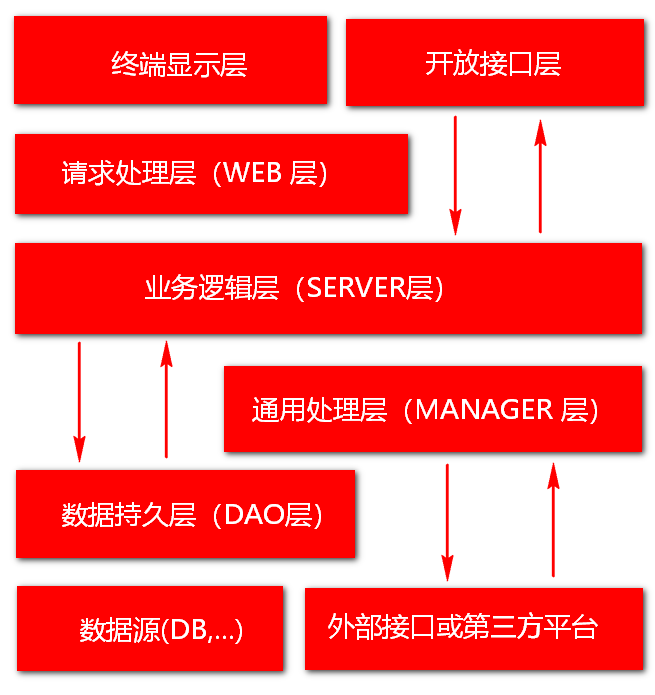 终端显示层
开放接口层
请求处理层（WEB 层）
业务逻辑层（SERVER层）
通用处理层（MANAGER 层）
数据持久层（DAO层）
数据源(DB,...)
外部接口或第三方平台